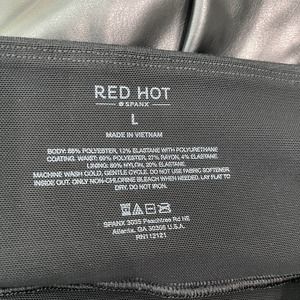 RED HOT
SPANX®
L
MADE IN VIETNAM
BODY: 88% POLYESTER, 12% ELASTANE WITH POLYURETHANE
COATING. WAIST: 69% POLYESTER, 27% RAYON, 4% ELASTANE.
LINING: 80% NYLON, 20% ELASTANE.
MACHINE WASH COLD, GENTLE CYCLE. DO NOT USE FABRIC SOFTENER.
INSIDE OUT. ONLY NON-CHLORINE BLEACH WHEN NEEDED. LAY FLAT TO
DRY. DO NOT IRON.
SPANX 3035 Peachtree Rd NE
Atlanta, GA 30305 U.S.A.
RN112121